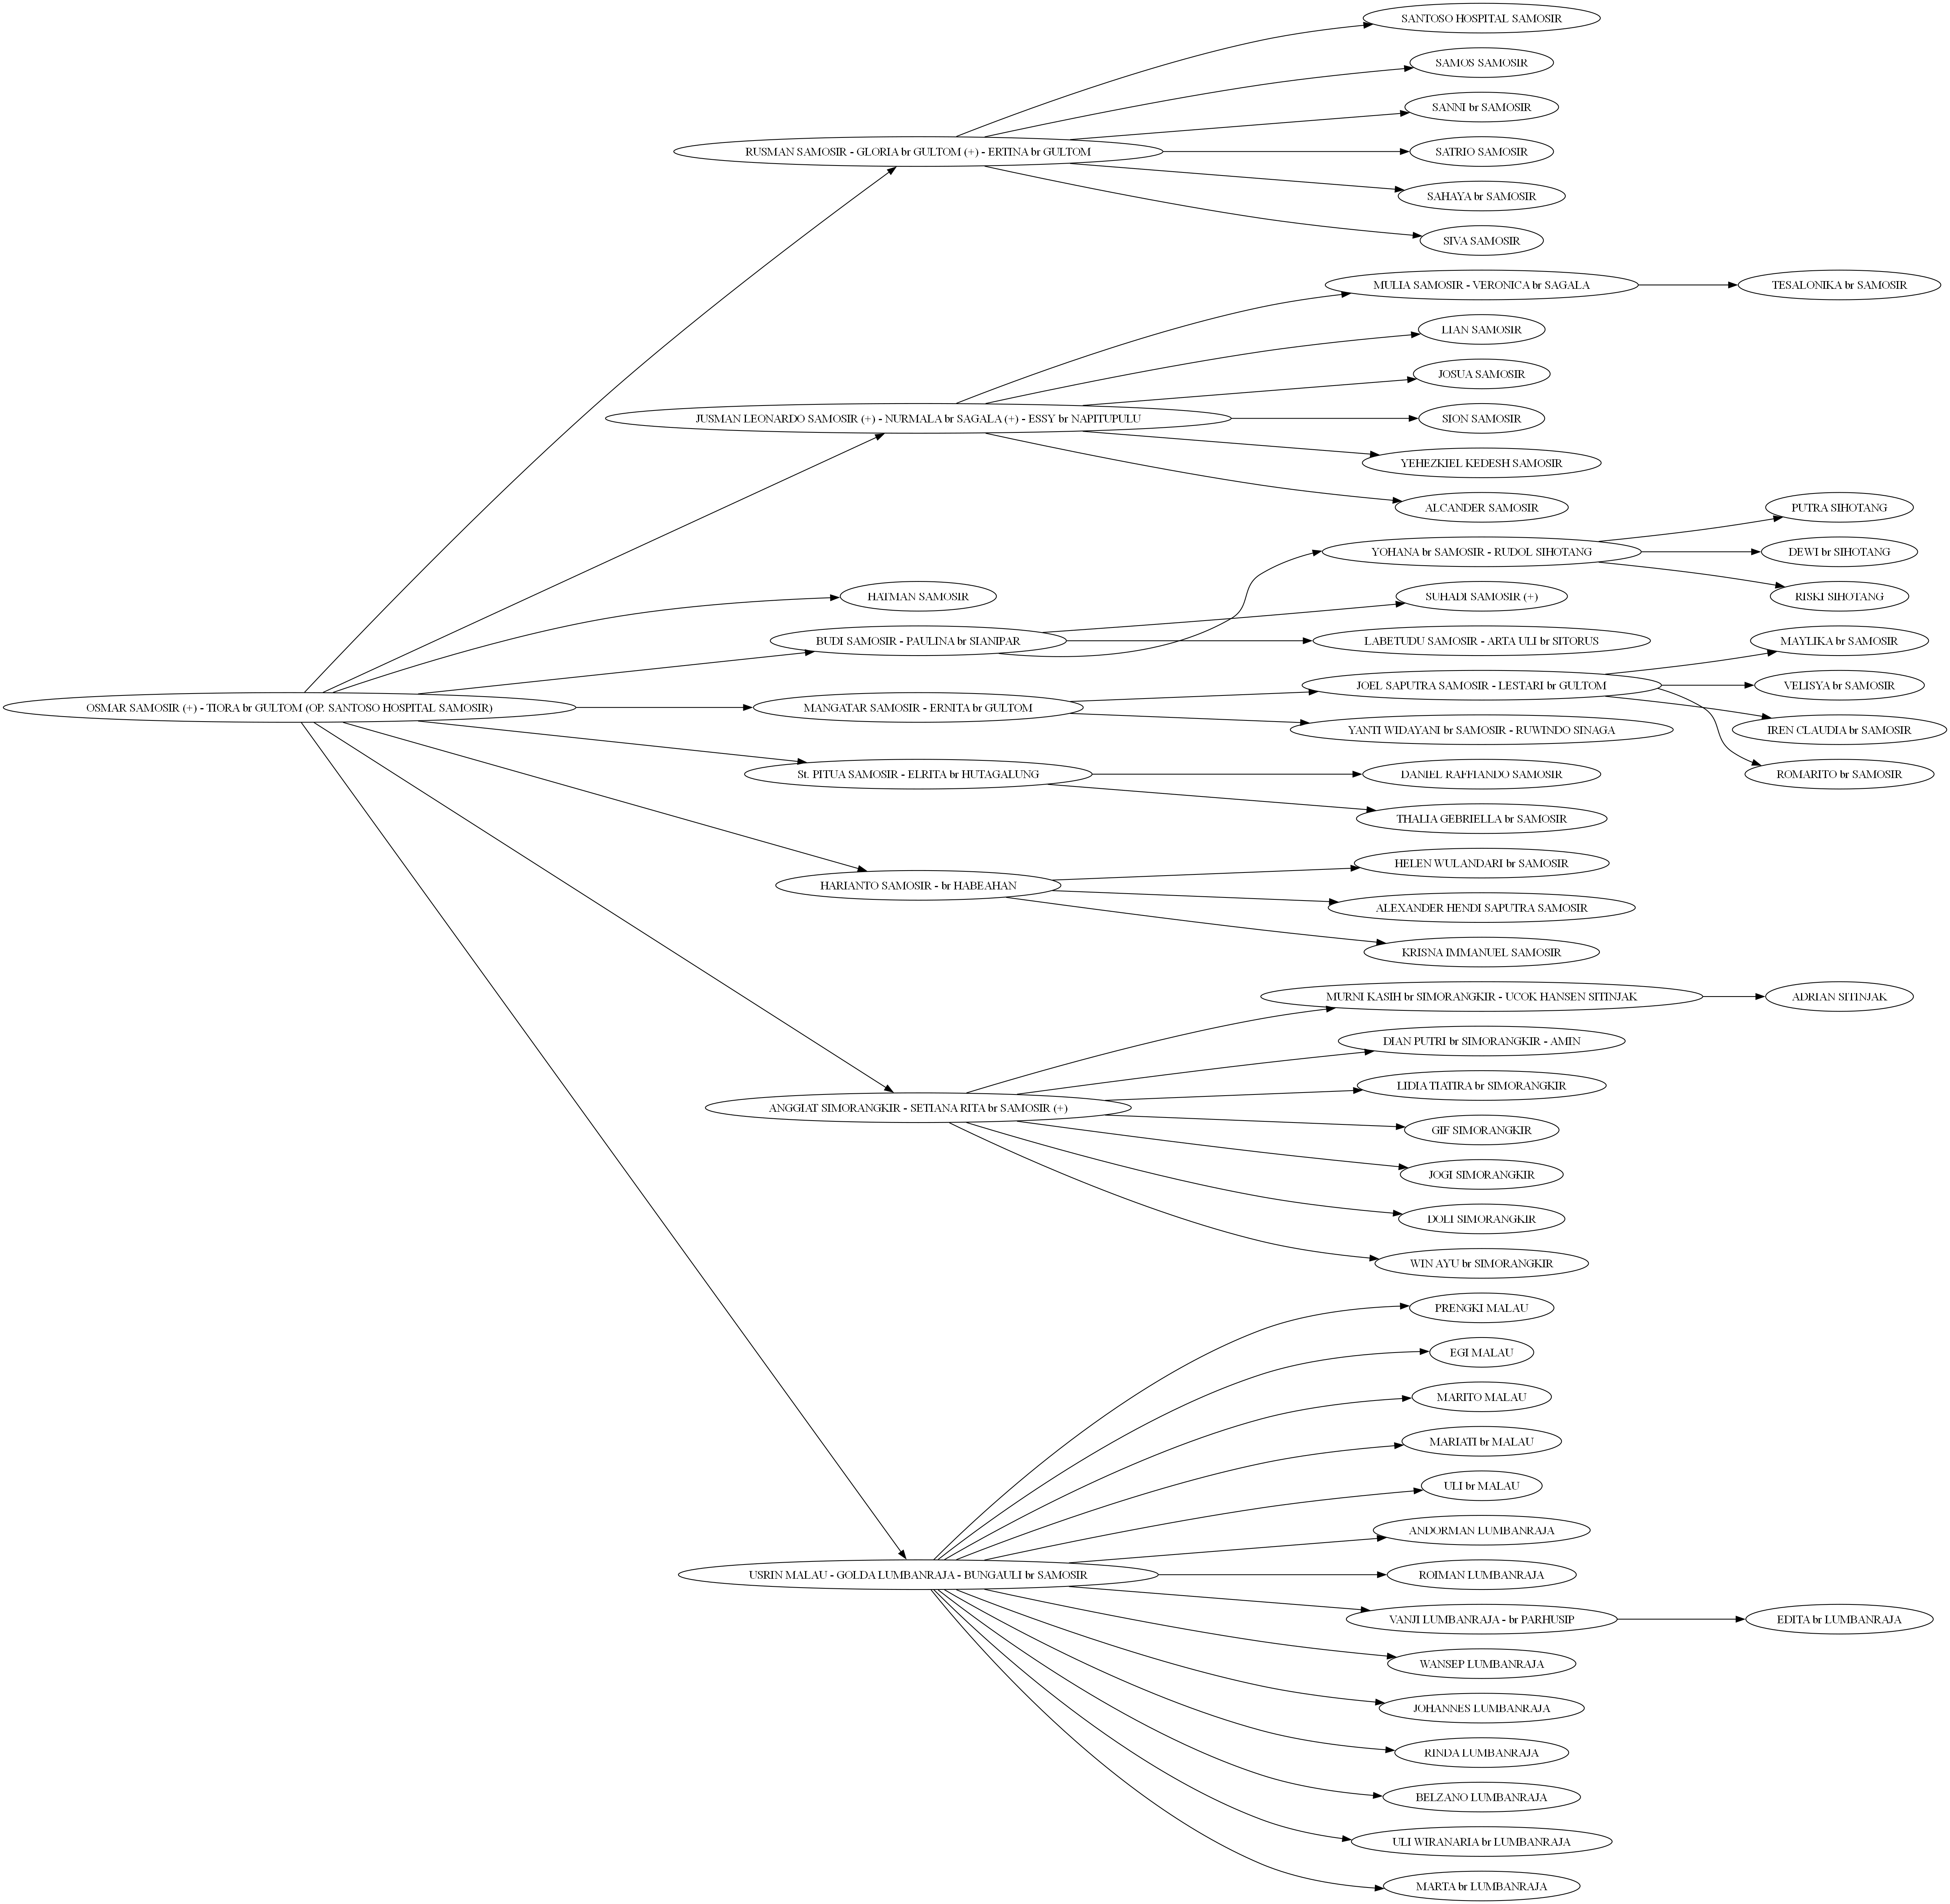 SANTOSO HOSPITAL SAMOSIR
SAMOS SAMOSIR
SANNI br SAMOSIR
RUSMAN SAMOSIR - GLORIA br GULTOM (+) - ERTINA br GULTOM
SATRIO SAMOSIR
SAHAYA br SAMOSIR
SIVA SAMOSIR
MULIA SAMOSIR - VERONICA br SAGALA
TESALONIKA br SAMOSIR
LIAN SAMOSIR
JOSUA SAMOSIR
JUSMAN LEONARDO SAMOSIR (+) - NURMALA br SAGALA (+) - ESSY br NAPITUPULU
SION SAMOSIR
YEHEZKIEL KEDESH SAMOSIR
ALCANDER SAMOSIR
PUTRA SIHOTANG
YOHANA br SAMOSIR - RUDOL SIHOTANG
DEWI br SIHOTANG
HATMAN SAMOSIR
SUHADI SAMOSIR (+)
RISKI SIHOTANG
BUDI SAMOSIR - PAULINA br SIANIPAR
LABETUDU SAMOSIR - ARTA ULI br SITORUS
MAYLIKA br SAMOSIR
JOEL SAPUTRA SAMOSIR - LESTARI br GULTOM
VELISYA br SAMOSIR
OSMAR SAMOSIR (+) - TIORA br GULTOM (OP. SANTOSO HOSPITAL SAMOSIR)
MANGATAR SAMOSIR - ERNITA br GULTOM
YANTI WIDAYANI br SAMOSIR - RUWINDO SINAGA
IREN CLAUDIA br SAMOSIR
St. PITUA SAMOSIR - ELRITA br HUTAGALUNG
DANIEL RAFFIANDO SAMOSIR
ROMARITO br SAMOSIR
THALIA GEBRIELLA br SAMOSIR
HELEN WULANDARI br SAMOSIR
HARIANTO SAMOSIR - br HABEAHAN
ALEXANDER HENDI SAPUTRA SAMOSIR
KRISNA IMMANUEL SAMOSIR
MURNI KASIH br SIMORANGKIR - UCOK HANSEN SITINJAK
ADRIAN SITINJAK
DIAN PUTRI br SIMORANGKIR - AMIN
LIDIA TIATIRA br SIMORANGKIR
ANGGIAT SIMORANGKIR - SETIANA RITA br SAMOSIR (+)
GIF SIMORANGKIR
JOGI SIMORANGKIR
DOLI SIMORANGKIR
WIN AYU br SIMORANGKIR
PRENGKI MALAU
EGI MALAU
MARITO MALAU
MARIATI br MALAU
ULI br MALAU
ANDORMAN LUMBANRAJA
USRIN MALAU - GOLDA LUMBANRAJA - BUNGAULI br SAMOSIR
ROIMAN LUMBANRAJA
VANJI LUMBANRAJA - br PARHUSIP
EDITA br LUMBANRAJA
WANSEP LUMBANRAJA
JOHANNES LUMBANRAJA
RINDA LUMBANRAJA
BELZANO LUMBANRAJA
ULI WIRANARIA br LUMBANRAJA
MARTA br LUMBANRAJA